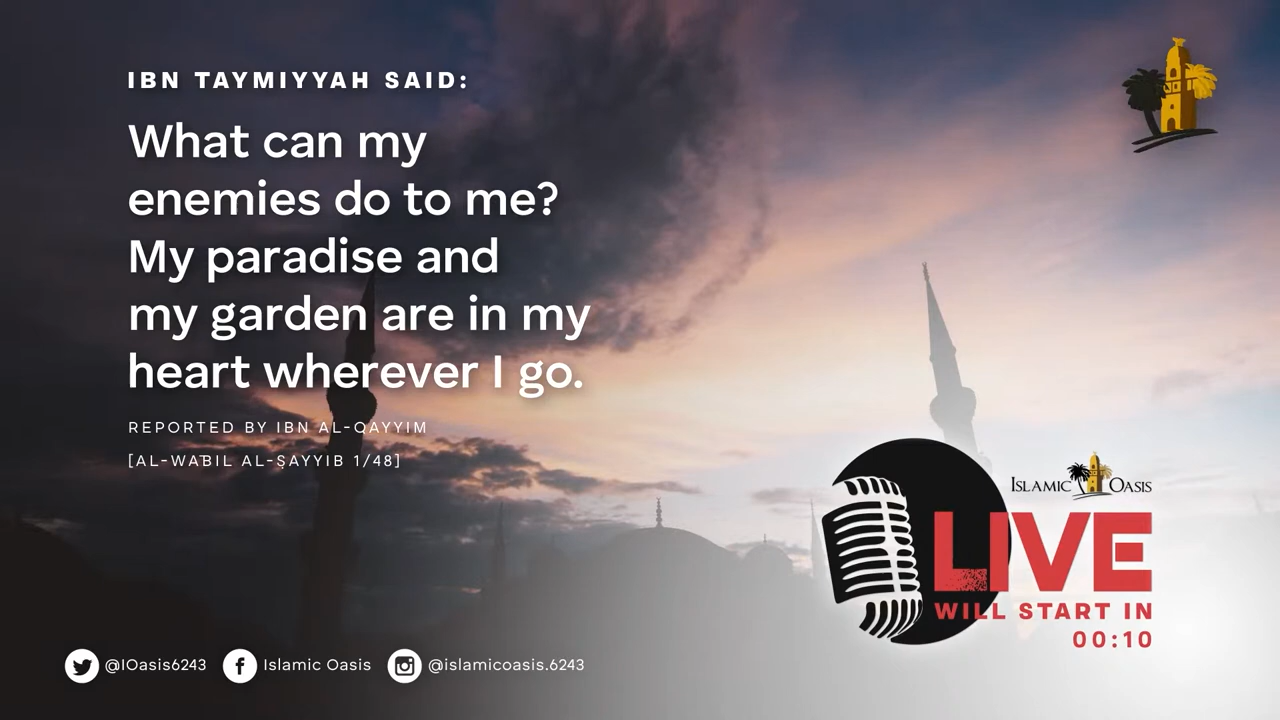 IBN TAYMIYYAH SAID:
What can my
enemies do to me?
My paradise and
my garden are in my
heart wherever I go.
REPORTED BY IBN AL-QAYYIM
[AL-WĀBIL AL-ṢAYYIB 1/48]
ISLAMIC OASIS
LIVE
WILL START IN
00:10
@IOasis6243 Islamic Oasis @islamicoasis.6243